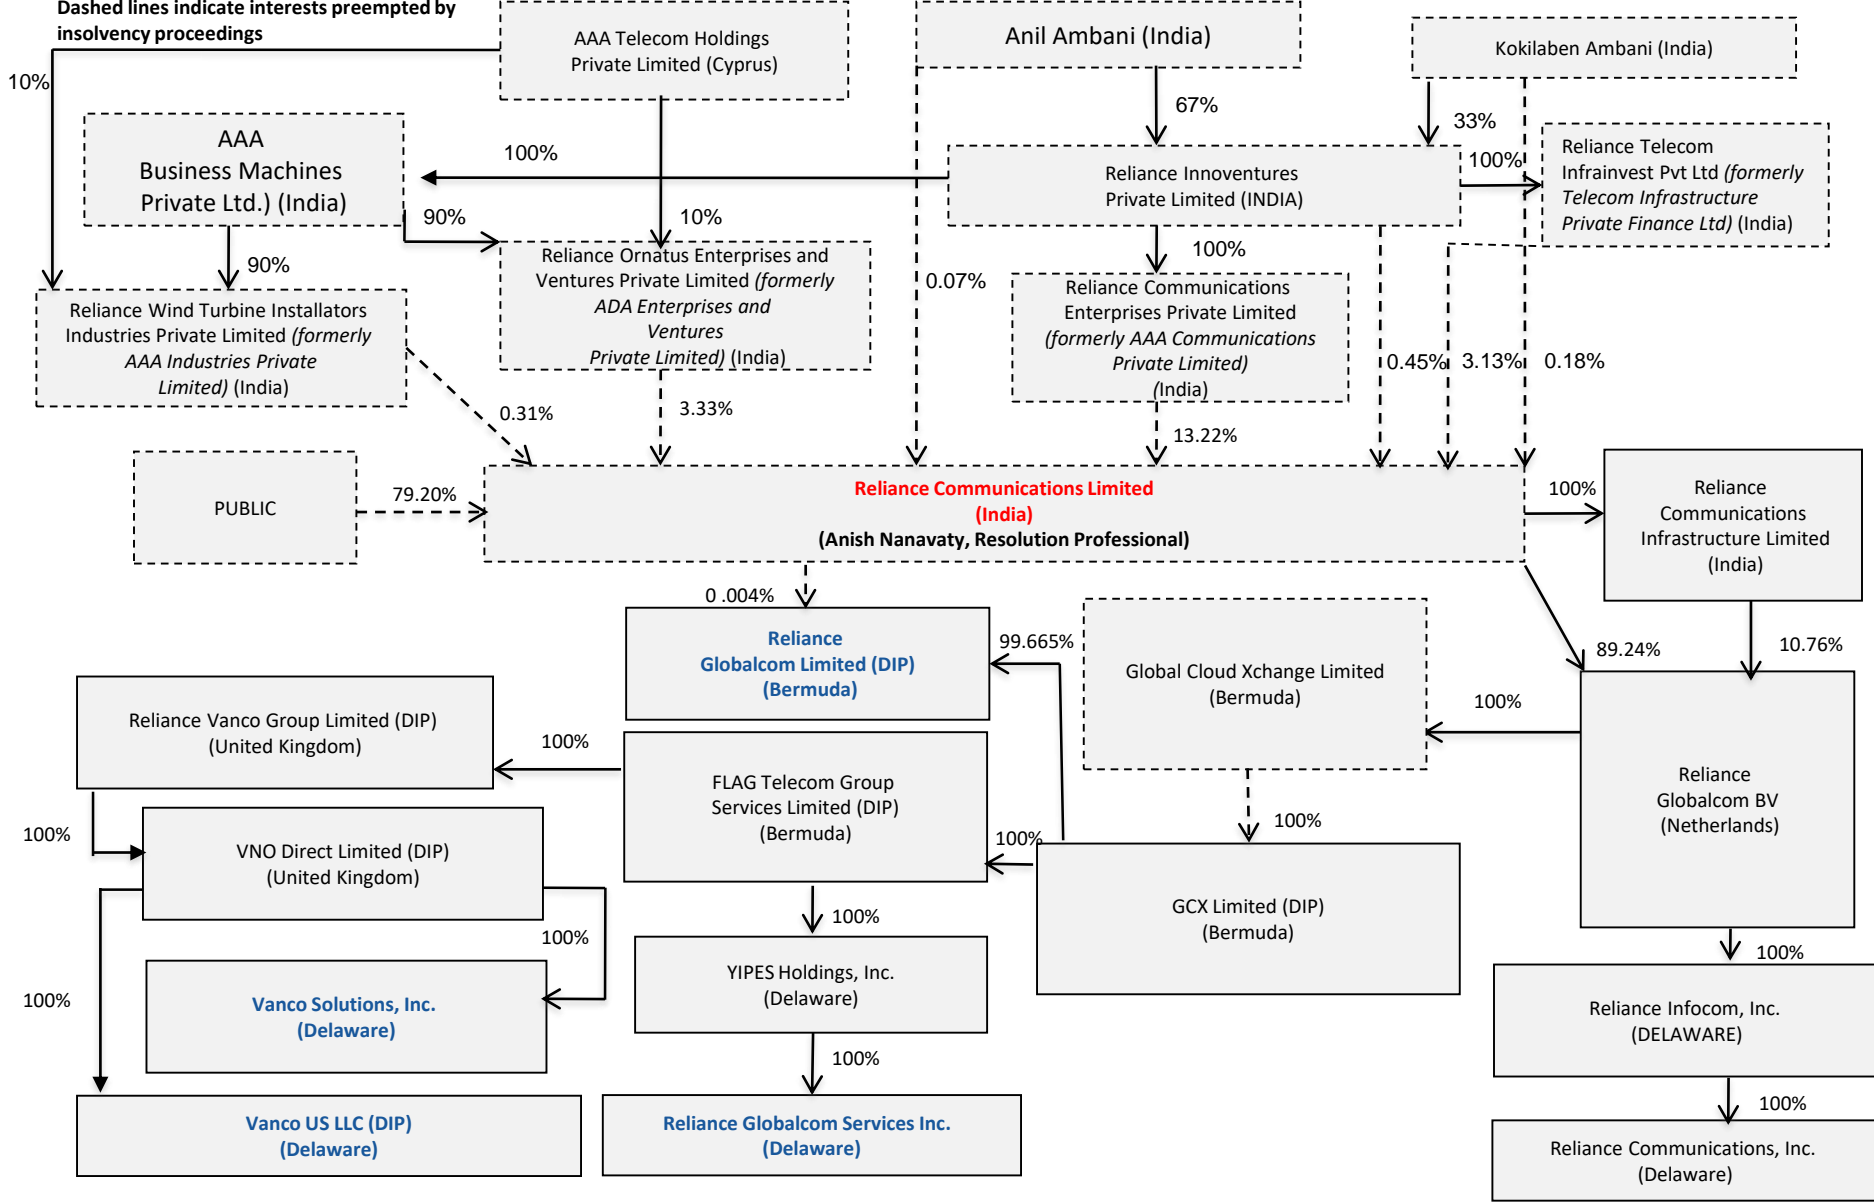 Dashed lines indicate interests preempted by
insolvency proceedings
AAA Telecom Holdings
Private Limited (Cyprus)
Anil Ambani (India)
Kokilaben Ambani (India)
10%
67%
33%
AAA
Business Machines
Private Ltd.) (India)
100%
Reliance Innoventures
Private Limited (INDIA)
100%
Reliance Telecom
Infrainvest Pvt Ltd (formerly
Telecom Infrastructure
Private Finance Ltd) (India)
90%
10%
90%
100%
Reliance Ornatus Enterprises and
Ventures Private Limited (formerly
ADA Enterprises and
Ventures
Private Limited) (India)
0.07%
Reliance Communications
Enterprises Private Limited
(formerly AAA Communications
Private Limited)
(India)
Reliance Wind Turbine Installators
Industries Private Limited (formerly
AAA Industries Private
Limited) (India)
0.45%
3.13%
0.18%
0.31%
3.33%
13.22%
PUBLIC
79.20%
Reliance Communications Limited
(India)
(Anish Nanavaty, Resolution Professional)
100%
Reliance
Communications
Infrastructure Limited
(India)
0 .004%
Reliance
Globalcom Limited (DIP)
(Bermuda)
99.665%
Global Cloud Xchange Limited
(Bermuda)
89.24%
10.76%
100%
Reliance Vanco Group Limited (DIP)
(United Kingdom)
100%
FLAG Telecom Group
Services Limited (DIP)
(Bermuda)
Reliance
Globalcom BV
(Netherlands)
100%
100%
100%
VNO Direct Limited (DIP)
(United Kingdom)
GCX Limited (DIP)
(Bermuda)
100%
100%
100%
YIPES Holdings, Inc.
(Delaware)
100%
100%
Vanco Solutions, Inc.
(Delaware)
Reliance Infocom, Inc.
(DELAWARE)
100%
100%
Vanco US LLC (DIP)
(Delaware)
Reliance Globalcom Services Inc.
(Delaware)
Reliance Communications, Inc.
(Delaware)